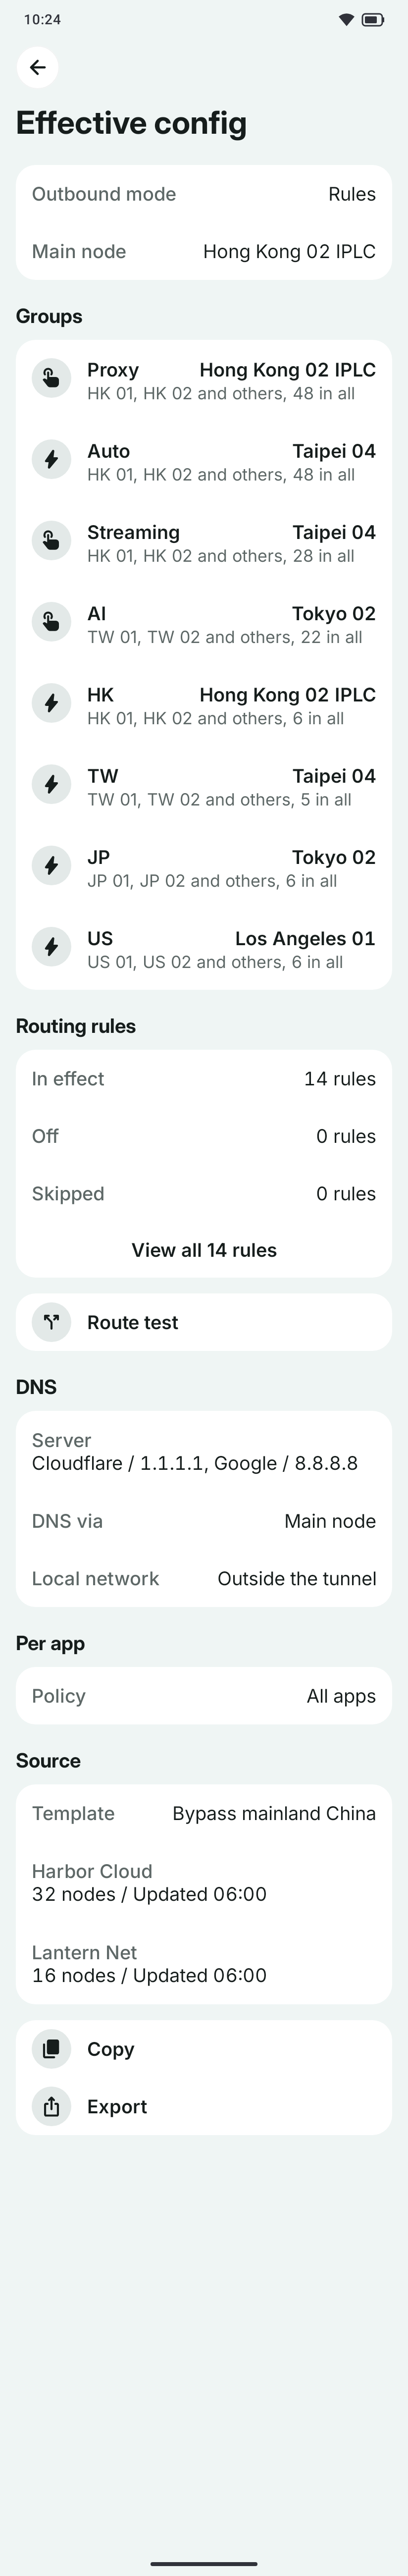 10:24
Effective config
Outbound mode Rules
Main node Hong Kong 02 IPLC
Groups
Proxy Hong Kong 02 IPLC
HK 01, HK 02 and others, 48 in all
Auto Taipei 04
HK 01, HK 02 and others, 48 in all
Streaming Taipei 04
HK 01, HK 02 and others, 28 in all
AI Tokyo 02
TW 01, TW 02 and others, 22 in all
HK Hong Kong 02 IPLC
HK 01, HK 02 and others, 6 in all
TW Taipei 04
TW 01, TW 02 and others, 5 in all
JP Tokyo 02
JP 01, JP 02 and others, 6 in all
US Los Angeles 01
US 01, US 02 and others, 6 in all
Routing rules
In effect 14 rules
Off 0 rules
Skipped 0 rules
View all 14 rules
Route test
DNS
Server
Cloudflare / 1.1.1.1, Google / 8.8.8.8
DNS via Main node
Local network Outside the tunnel
Per app
Policy All apps
Source
Template Bypass mainland China
Harbor Cloud
32 nodes / Updated 06:00
Lantern Net
16 nodes / Updated 06:00
Copy
Export